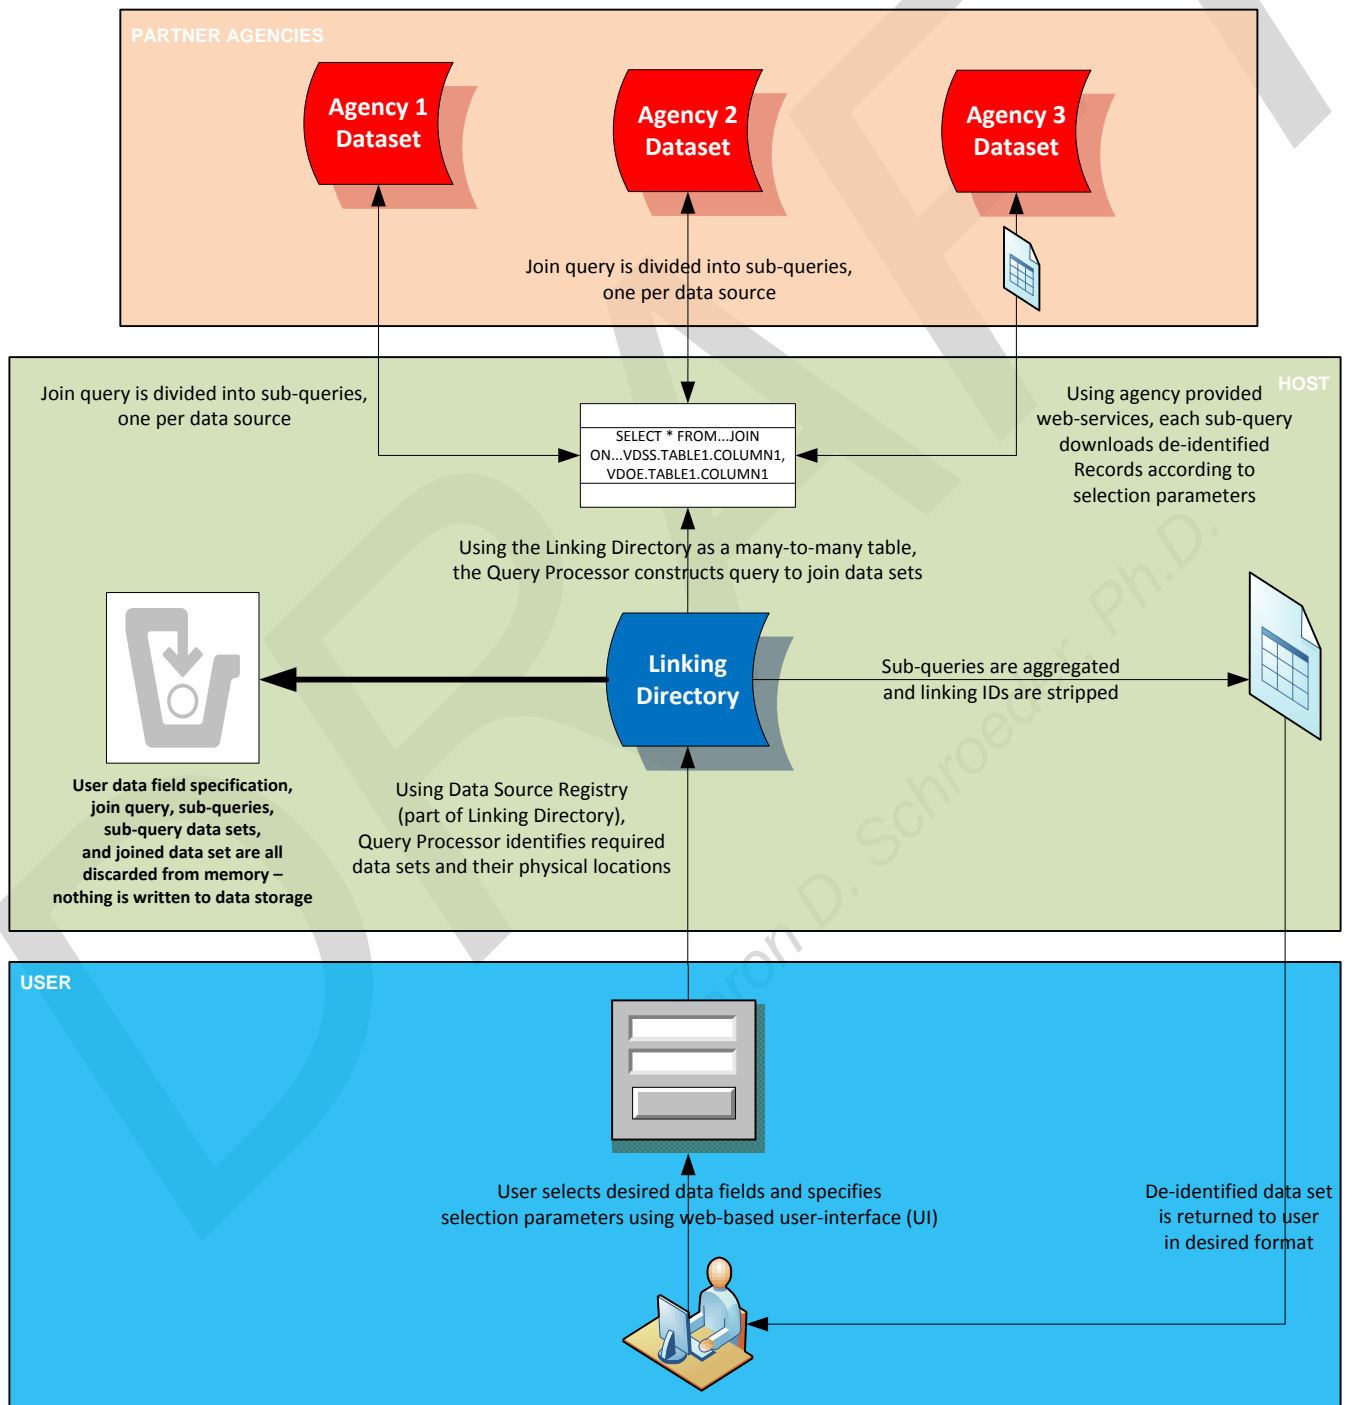 PARTNER AGENCIES
Agency 1
Dataset
Agency 2
Dataset
Agency 3
Dataset
Join query is divided into sub-queries,
one per data source
HOST
Join query is divided into sub-queries,
one per data source
SELECT * FROM...JOIN
ON...VDSS.TABLE1.COLUMN1,
VDOE.TABLE1.COLUMN1
Using agency provided
web-services, each sub-query
downloads de-identified
Records according to
selection parameters
Using the Linking Directory as a many-to-many table,
the Query Processor constructs query to join data sets
Linking
Directory
Sub-queries are aggregated
and linking IDs are stripped
User data field specification,
join query, sub-queries,
sub-query data sets,
and joined data set are all
discarded from memory –
nothing is written to data storage
Using Data Source Registry
(part of Linking Directory),
Query Processor identifies required
data sets and their physical locations
USER
User selects desired data fields and specifies
selection parameters using web-based user-interface (UI)
De-identified data set
is returned to user
in desired format
DRAFT
D. Schroeder, Ph.D.